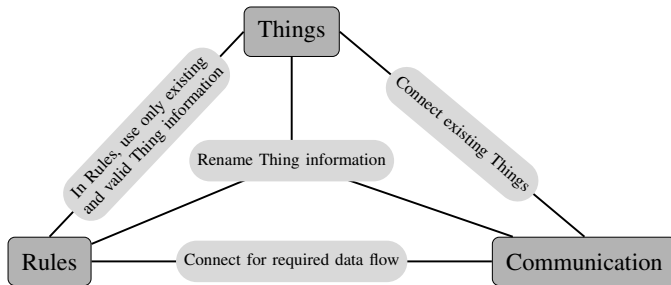 Things
In Rules, use only existing
and valid Thing information
Connect existing Things
Rename Thing information
Rules
Connect for required data flow
Communication